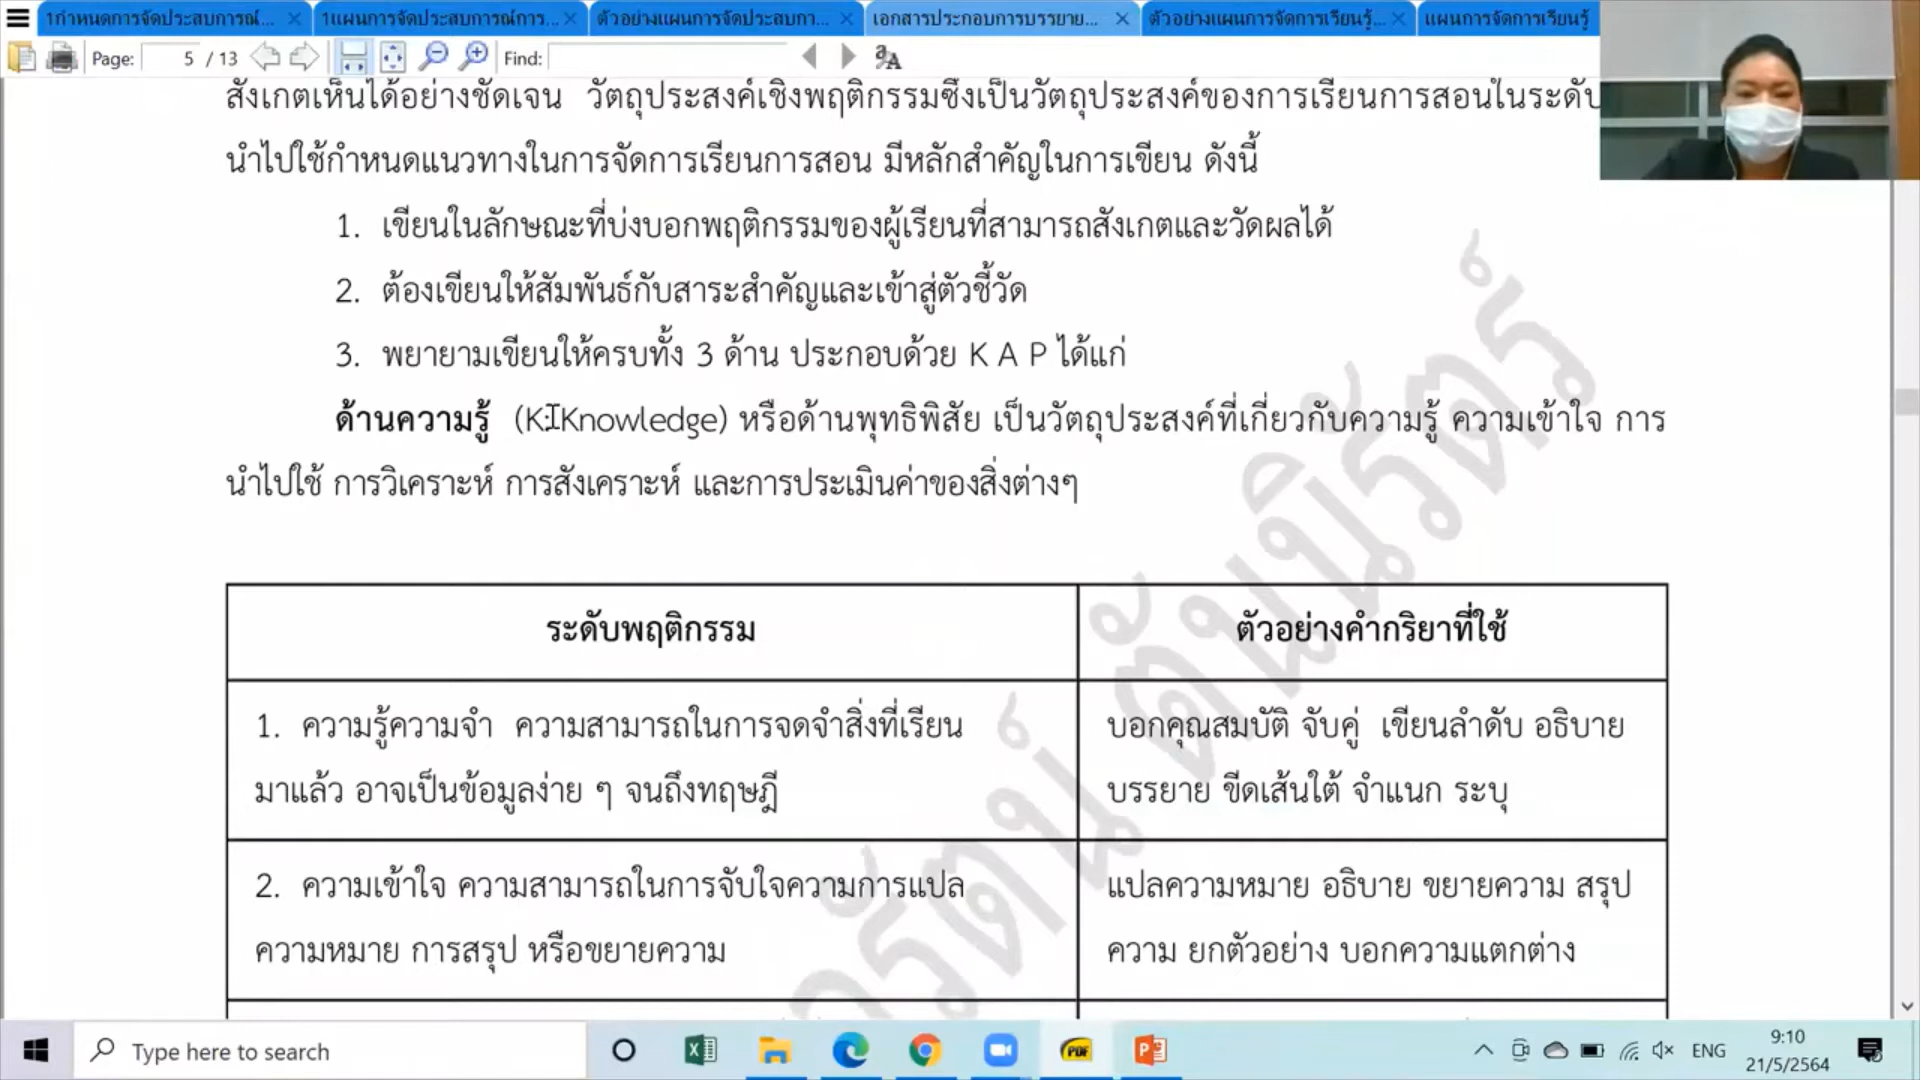 1กำหนดการจัดประสบการณ์... 1แผนการจัดประสบการณ์การ... ตัวอย่างแผนการจัดประสบกา... เอกสารประกอบการบรรยาย... ตัวอย่างแผนการจัดการเรียนรู้... แผนการจัดการเรียนรู้
Page: 5 / 13 Find:
สังเกตเห็นได้อย่างชัดเจน วัตถุประสงค์เชิงพฤติกรรมซึ่งเป็นวัตถุประสงค์ของการเรียนการสอนในระดับ
นำไปใช้กำหนดแนวทางในการจัดการเรียนการสอน มีหลักสำคัญในการเขียน ดังนี้
1. เขียนในลักษณะที่บ่งบอกพฤติกรรมของผู้เรียนที่สามารถสังเกตและวัดผลได้
2. ต้องเขียนให้สัมพันธ์กับสาระสำคัญและเข้าสู่ตัวชี้วัด
3. พยายามเขียนให้ครบทั้ง 3 ด้าน ประกอบด้วย K A P ได้แก่
ด้านความรู้ (K:Knowledge) หรือด้านพุทธิพิสัย เป็นวัตถุประสงค์ที่เกี่ยวกับความรู้ ความเข้าใจ การ
นำไปใช้ การวิเคราะห์ การสังเคราะห์ และการประเมินค่าของสิ่งต่างๆ
ระดับพฤติกรรม ตัวอย่างคำกริยาที่ใช้
1. ความรู้ความจำ ความสามารถในการจดจำสิ่งที่เรียน
มาแล้ว อาจเป็นข้อมูลง่าย ๆ จนถึงทฤษฎี
บอกคุณสมบัติ จับคู่ เขียนลำดับ อธิบาย
บรรยาย ขีดเส้นใต้ จำแนก ระบุ
2. ความเข้าใจ ความสามารถในการจับใจความการแปล
ความหมาย การสรุป หรือขยายความ
แปลความหมาย อธิบาย ขยายความ สรุป
ความ ยกตัวอย่าง บอกความแตกต่าง
Type here to search
ENG
9:10
21/5/2564